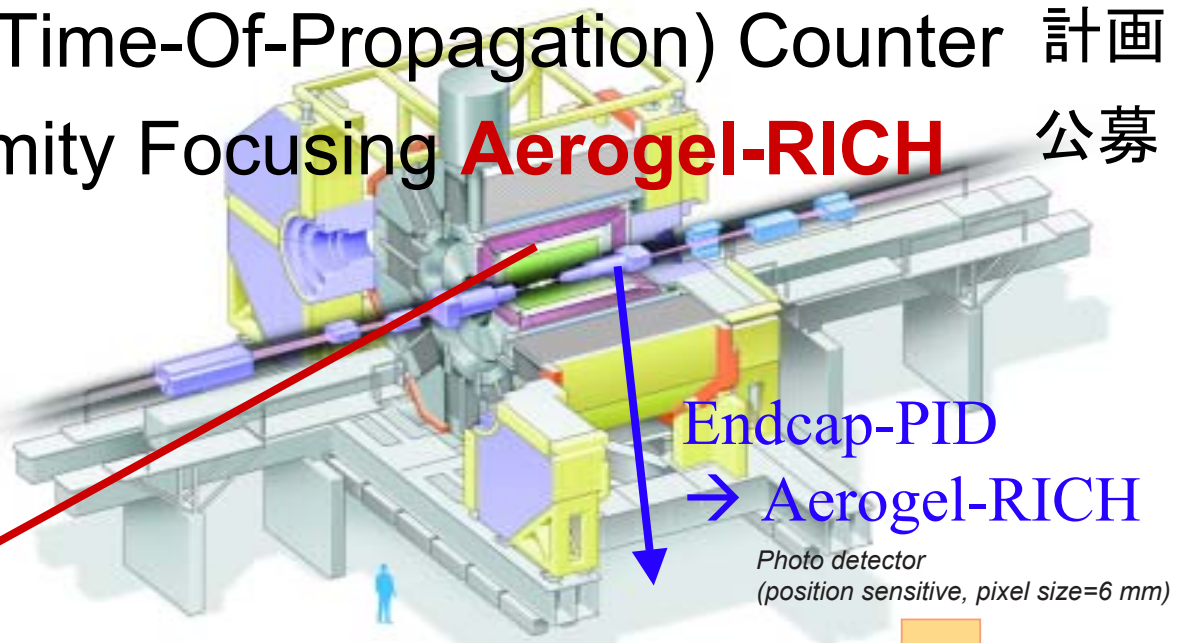 Time-Of-Propagation) Counter 計画
mity Focusing Aerogel-RICH 公募
Endcap-PID
→ Aerogel-RICH
Photo detector
(position sensitive, pixel size=6 mm)